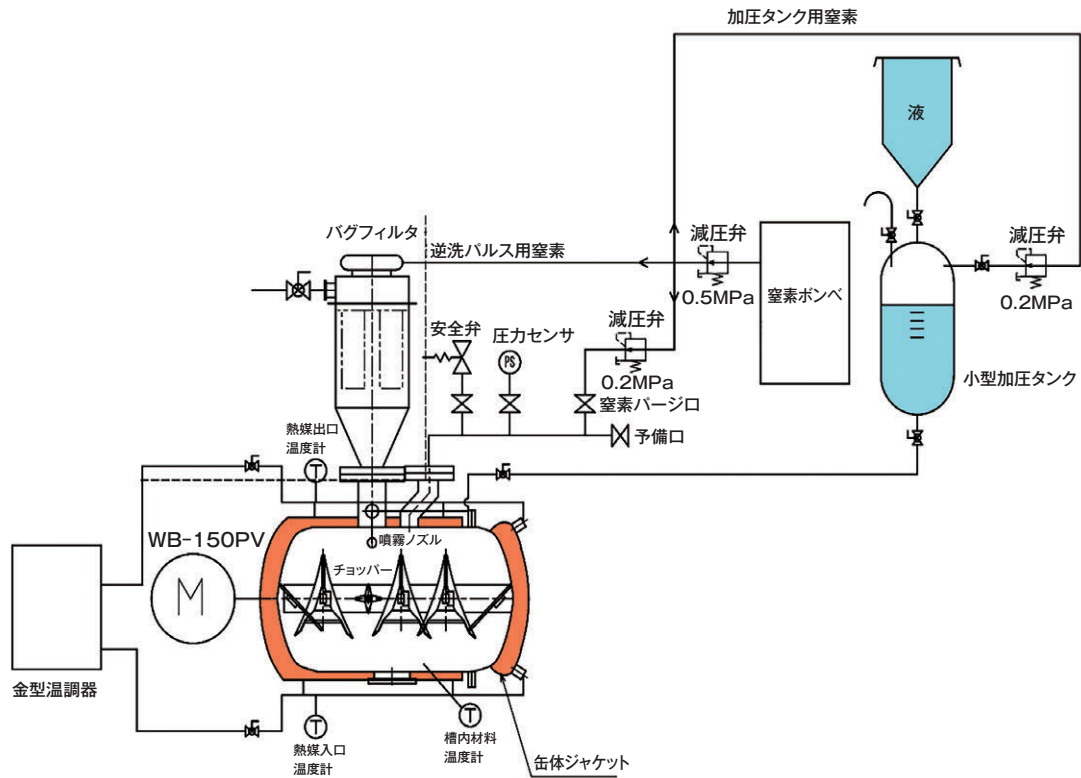 加圧タンク用窒素
液
バグフィルタ
逆洗パルス用窒素
減圧弁
0.5MPa
窒素ボンベ
減圧弁
0.2MPa
小型加圧タンク
安全弁
圧力センサ
PS
減圧弁
0.2MPa
窒素パージ口
予備口
熱媒出口
温度計
T
WB-150PV
M
噴霧ノズル
チョッパー
金型温調器
T
熱媒入口
温度計
T
槽内材料
温度計
缶体ジャケット